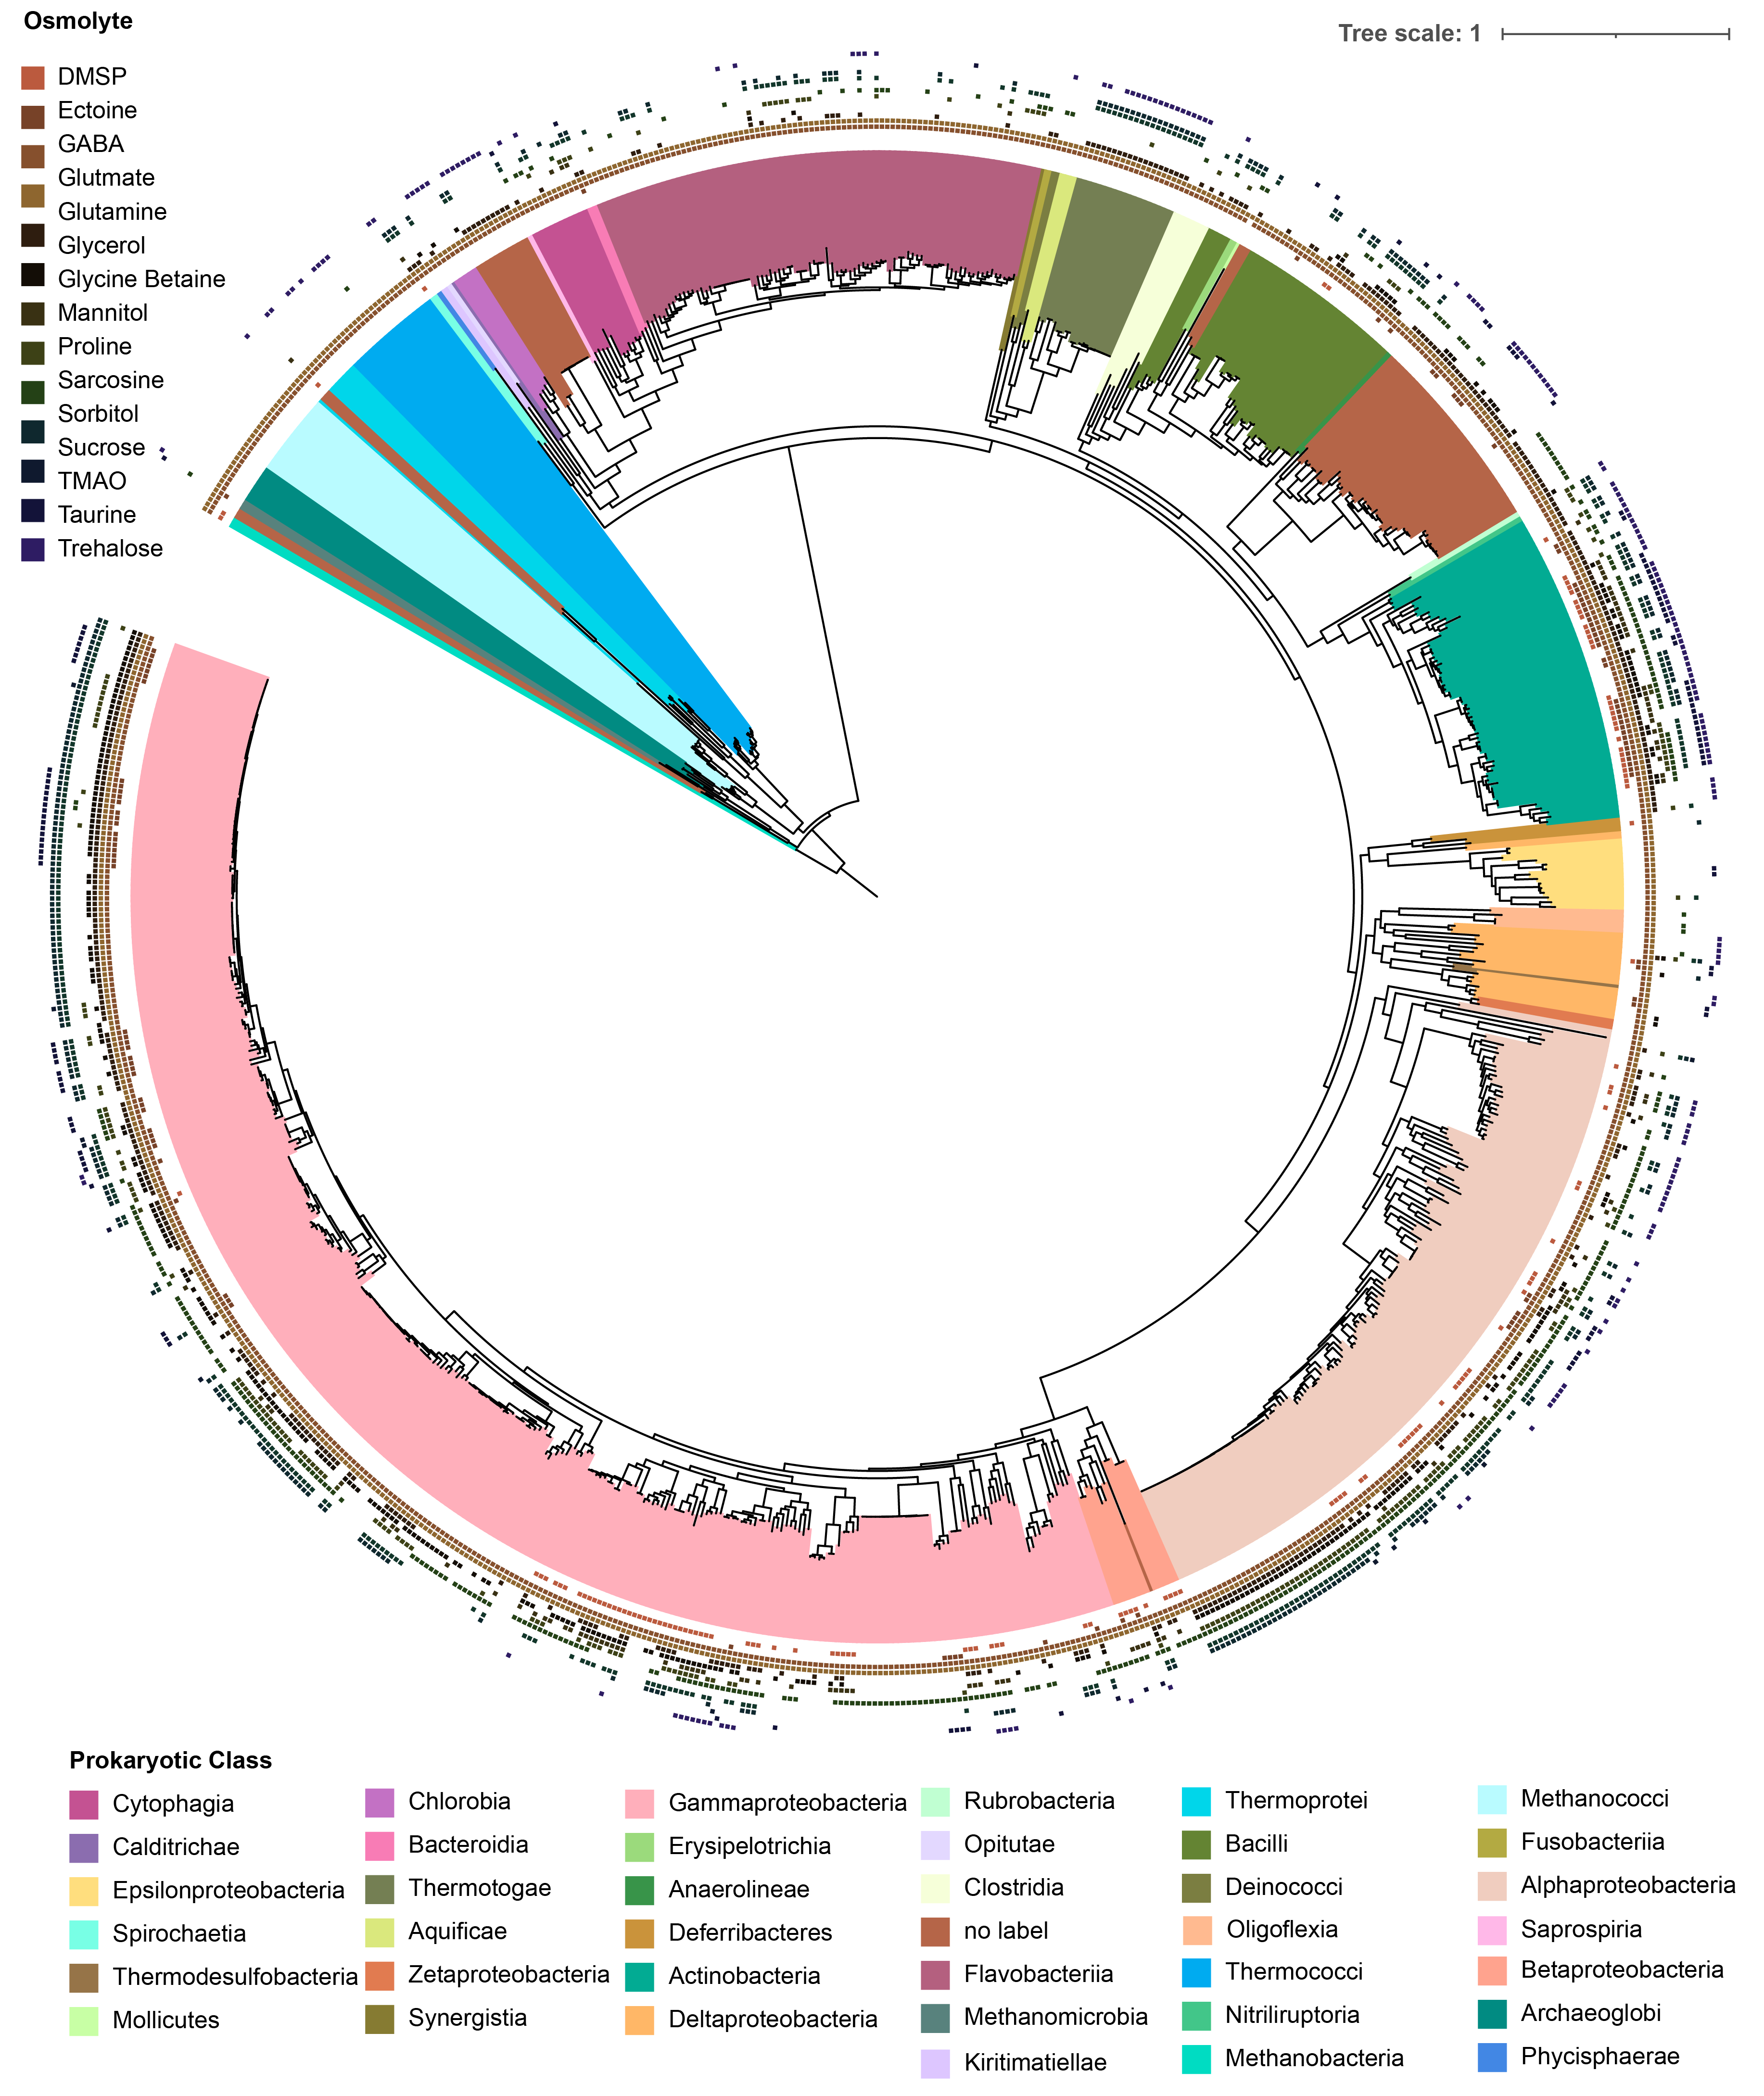 Osmolyte
Tree scale: 1
DMSP
Ectoine
GABA
Glutmate
Glutamine
Glycerol
Glycine Betaine
Mannitol
Proline
Sarcosine
Sorbitol
Sucrose
TMAO
Taurine
Trehalose
Prokaryotic Class
Cytophagia
Calditrichae
Epsilonproteobacteria
Spirochaetia
Thermodesulfobacteria
Mollicutes
Chlorobia
Bacteroidia
Thermotogae
Aquificae
Zetaproteobacteria
Synergistia
Gammaproteobacteria
Erysipelotrichia
Anaerolineae
Deferribacteres
Actinobacteria
Deltaproteobacteria
Rubrobacteria
Opitutae
Clostridia
no label
Flavobacteriia
Methanomicrobia
Kiritimatiellae
Thermoprotei
Bacilli
Deinococci
Oligoflexia
Thermococci
Nitriliruptoria
Methanobacteria
Methanococci
Fusobacteriia
Alphaproteobacteria
Saprospiria
Betaproteobacteria
Archaeoglobi
Phycisphaerae